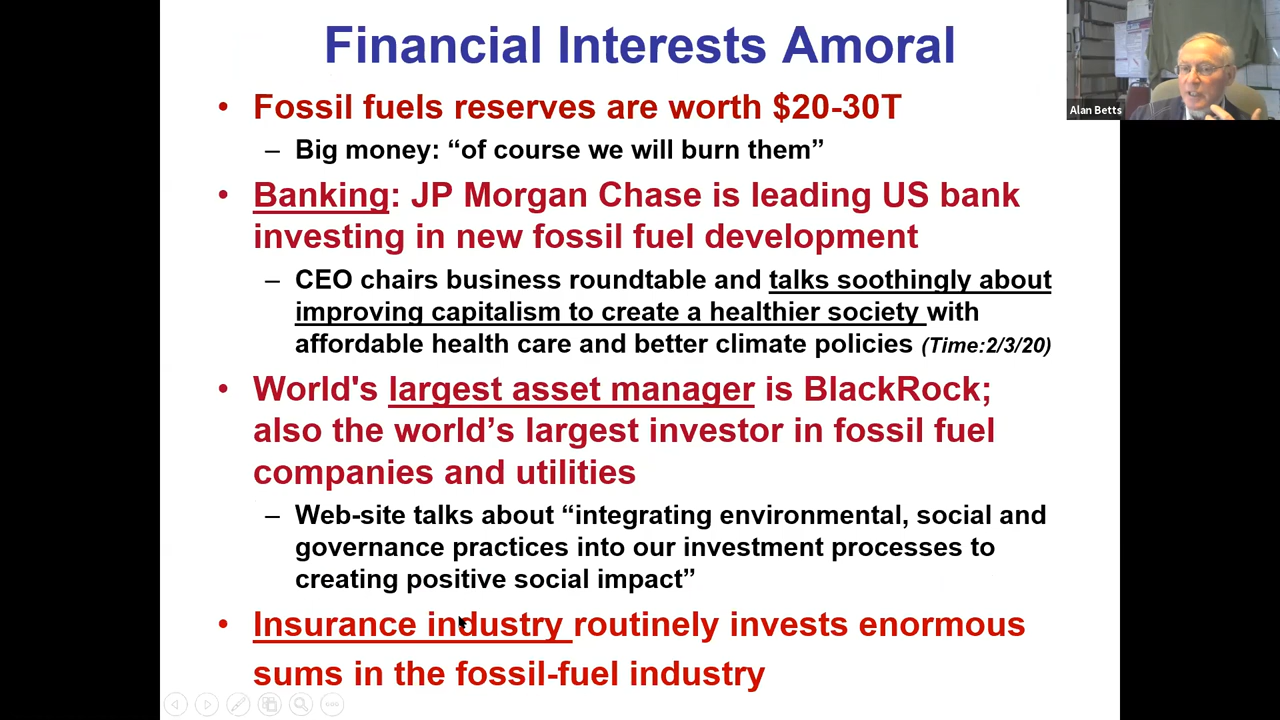 Financial Interests Amoral
• Fossil fuels reserves are worth $20-30T
– Big money: “of course we will burn them”
• Banking: JP Morgan Chase is leading US bank
investing in new fossil fuel development
– CEO chairs business roundtable and talks soothingly about
improving capitalism to create a healthier society with
affordable health care and better climate policies (Time:2/3/20)
• World's largest asset manager is BlackRock;
also the world’s largest investor in fossil fuel
companies and utilities
– Web-site talks about “integrating environmental, social and
governance practices into our investment processes to
creating positive social impact”
• Insurance industry routinely invests enormous
sums in the fossil-fuel industry
Alan Betts